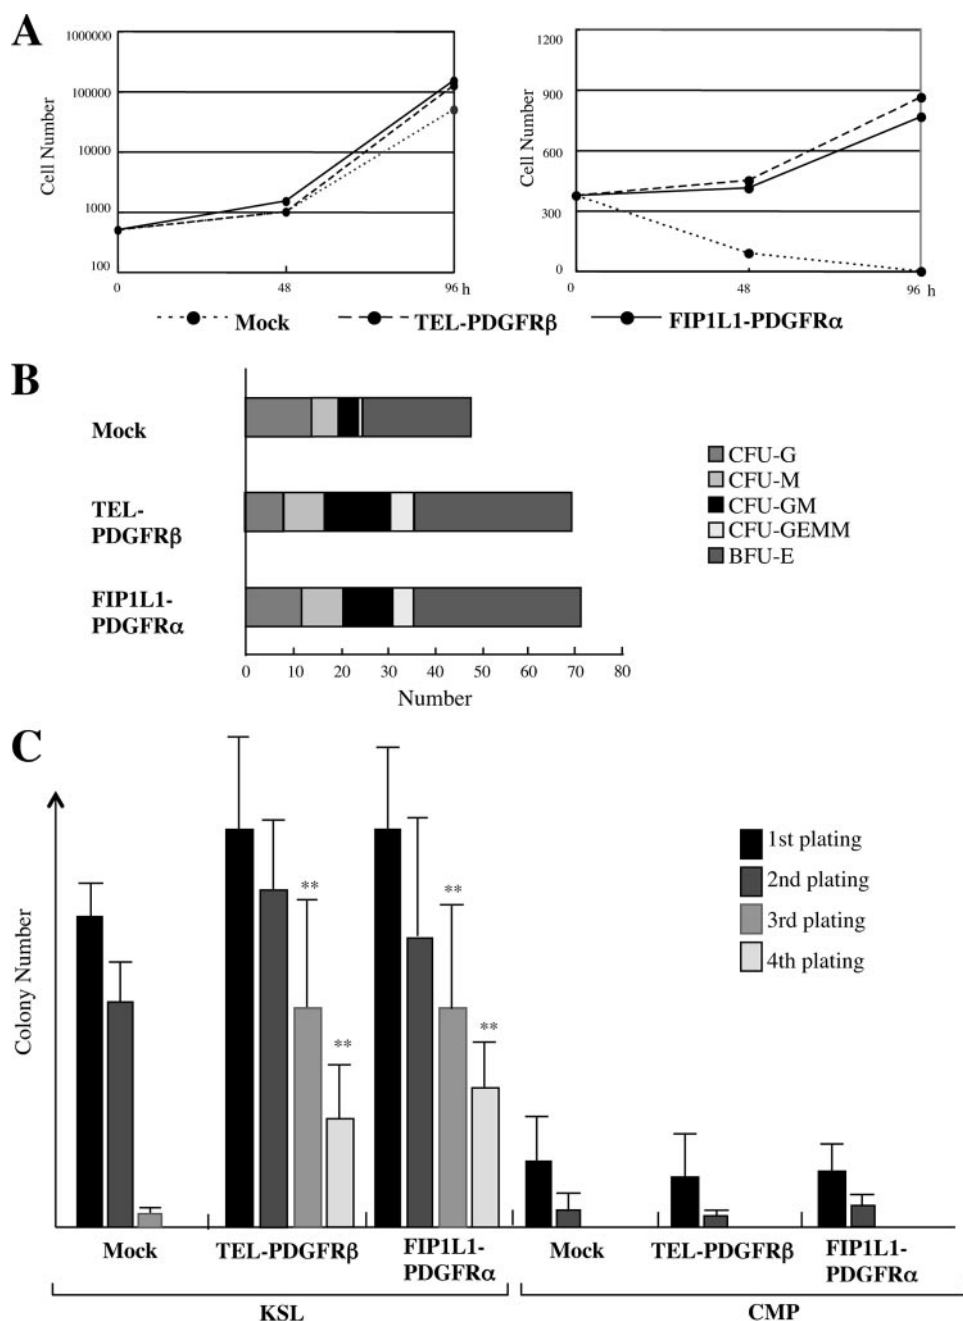 A
Cell Number
1000000
100000
10000
1000
100
0
48
96 h
Cell Number
1200
900
600
300
0
0
48
96 h
Mock
TEL-PDGFRβ
FIP1L1-PDGFRα
B
Mock
TEL-
PDGFRβ
FIP1L1-
PDGFRα
0 10 20 30 40 50 60 70 80
Number
CFU-G
CFU-M
CFU-GM
CFU-GEMM
BFU-E
C
Colony Number
**
**
**
**
1st plating
2nd plating
3rd plating
4th plating
Mock
TEL-PDGFRβ
FIP1L1-
PDGFRα
Mock
TEL-PDGFRβ
FIP1L1-
PDGFRα
KSL
CMP